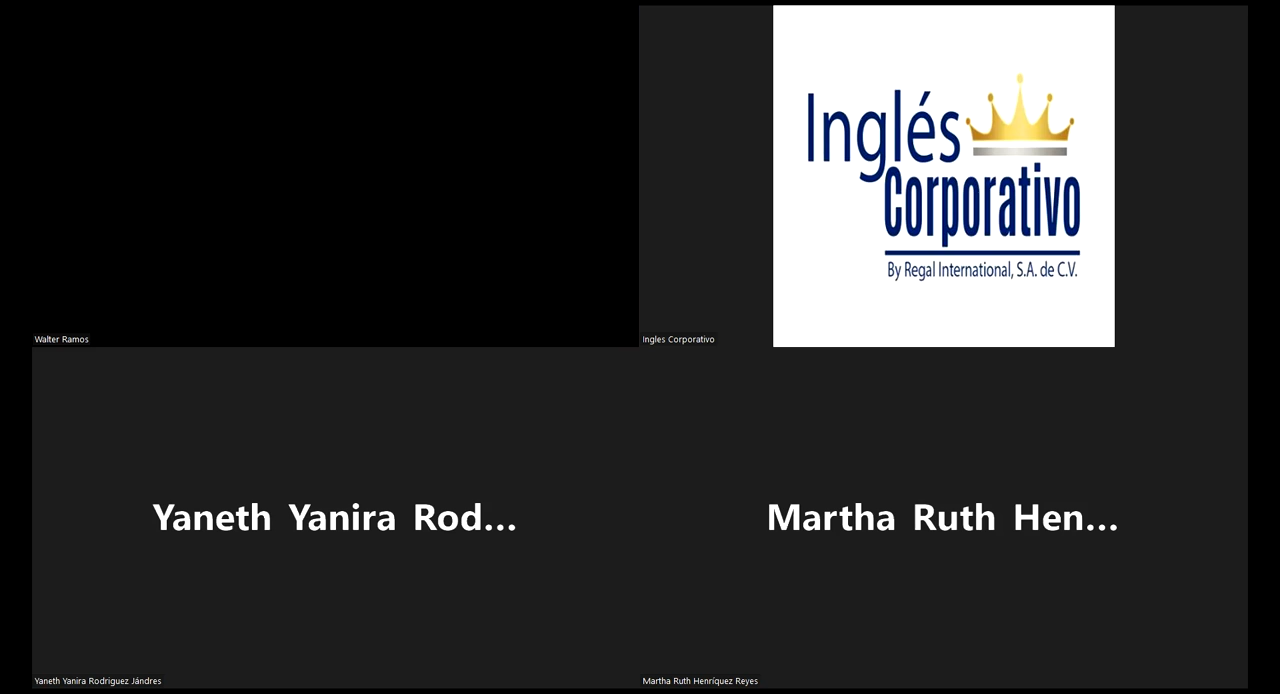 Inglés
Corporativo
By Regal International, S.A. de C.V.
Walter Ramos
Ingles Corporativo
Yaneth Yanira Rod...
Martha Ruth Hen...
Yaneth Yanira Rodriguez Jándres
Martha Ruth Henríquez Reyes